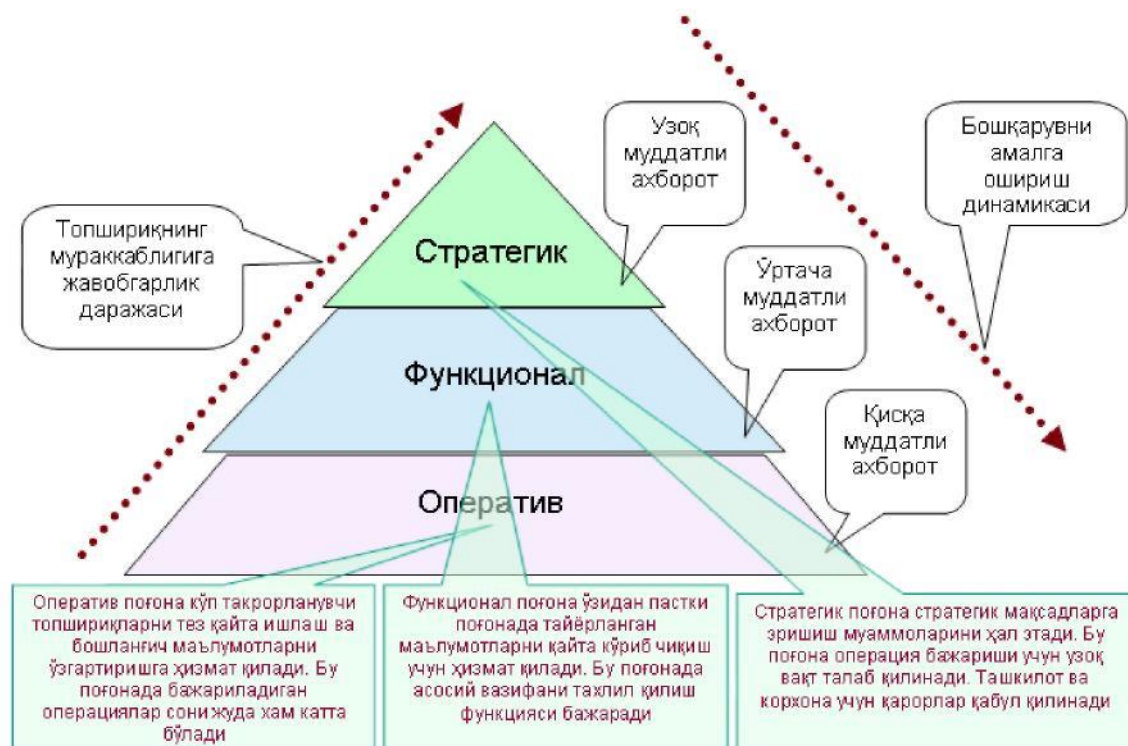 Узоқ
муддатли
ахборот
Бошқарувни
амалга
ошириш
динамикаси
Топшириқнинг
мураккаблигига
жавобгарлик
даражаси
Стратегик
Ўртача
муддатли
ахборот
Функционал
Қисқа
муддатли
ахборот
Оператив
Оператив поғона кўп такрорланувчи
топшириқларни тез қайта ишлаш ва
бошланғич маълумотларни
ўзгартиришга ҳизмат қилади. Бу
поғонада бажариладиган
операциялар сони жуда хам катта
бўлади
Функционал поғона ўзидан пастки
поғонада тайёрланган
маълумотларни қайта кўриб чиқиш
учун ҳизмат қилади. Бу поғонада
асосий вазифани тахлил қилиш
функцияси бажаради
Стратегик поғона стратегик мақсадларга
эришиш муаммоларини ҳал этади. Бу
поғона операция бажариши учун узоқ
вақт талаб қилинади. Ташкилот ва
корхона учун қарорлар қабул қилинади